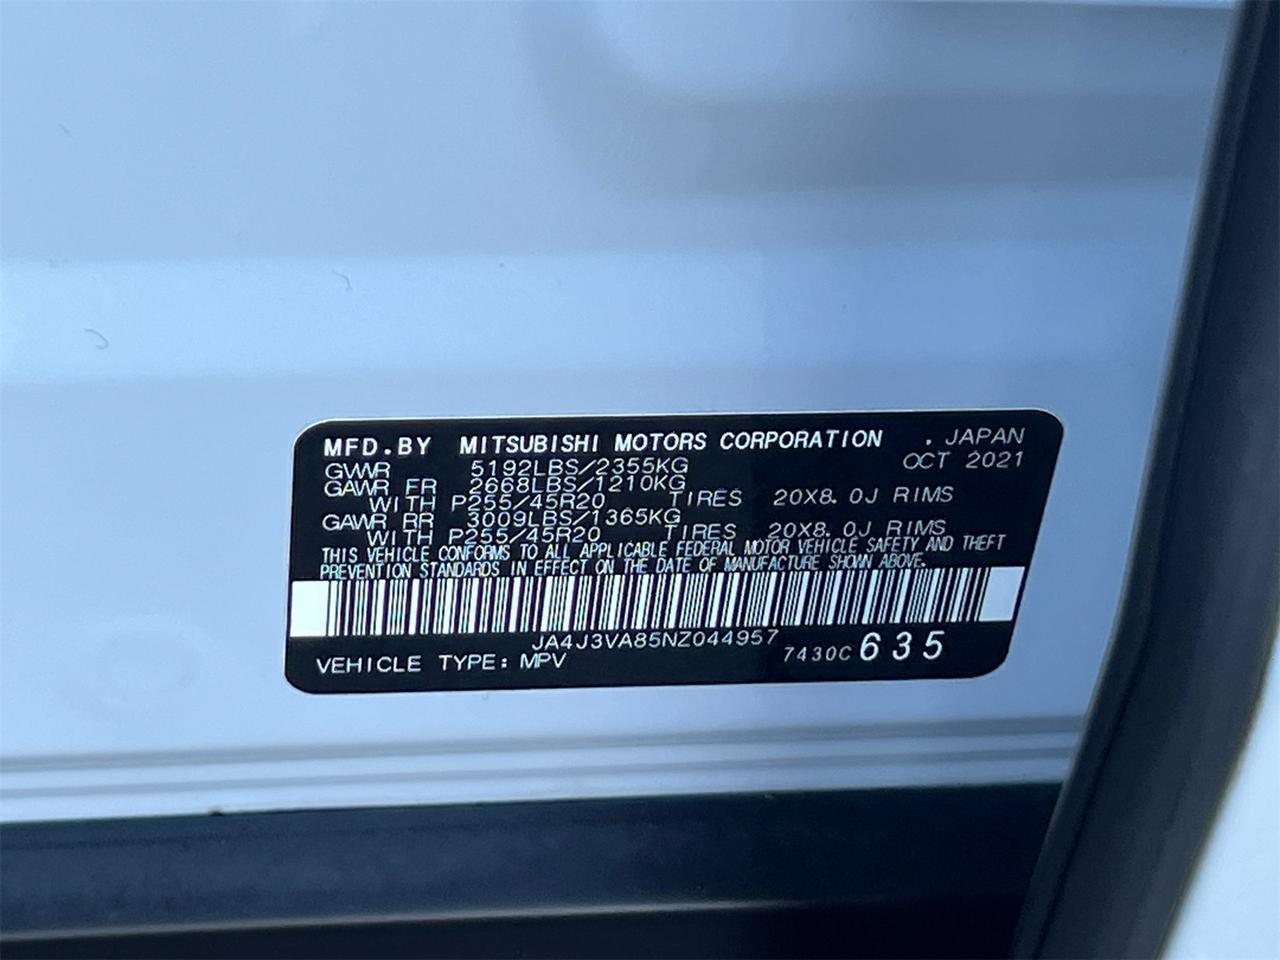 MFD. BY MITSUBISHI MOTORS CORPORATION . JAPAN
GWVR 5192LBS/2355KG OCT 2021
GAWR FR 2668LBS/1210KG
WITH P255/45R20 TIRES 20X8.0J RIMS
GAWR RR 3009LBS/1365KG
WITH P255/45R20 TIRES 20X8.0J RIMS
THIS VEHICLE CONFORMS TO ALL APPLICABLE FEDERAL MOTOR VEHICLE SAFETY AND THEFT
PREVENTION STANDARDS IN EFFECT ON THE DATE OF MANUFACTURE SHOWN ABOVE.
JA4J3VA85NZ044957
VEHICLE TYPE: MPV 7430C 635